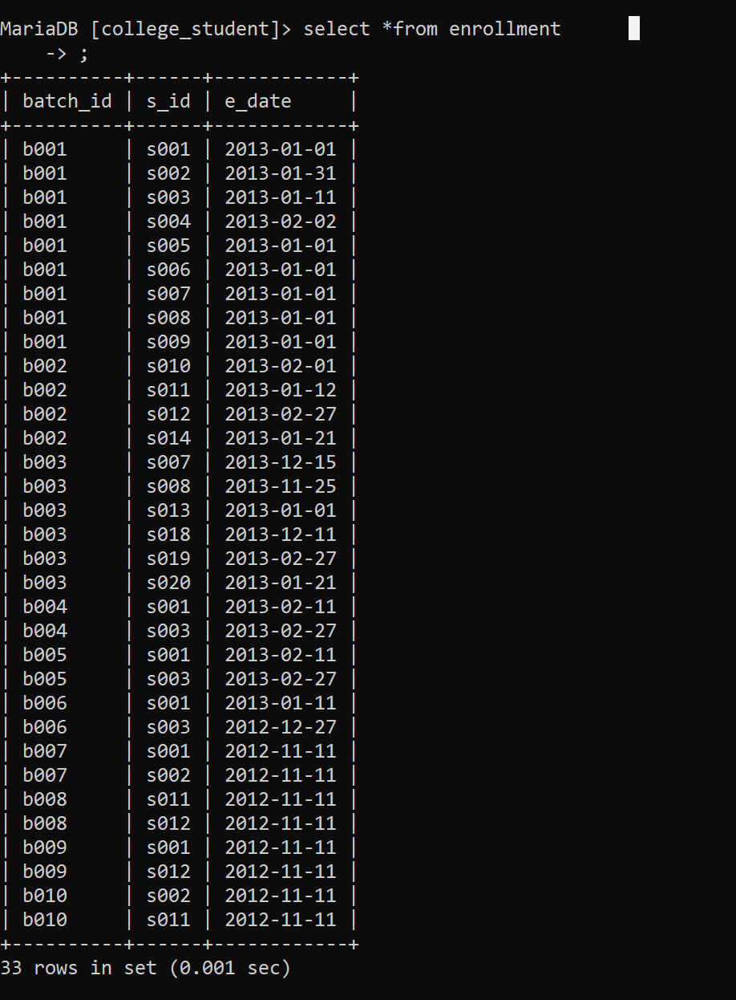 MariaDB [college_student]> select *from enrollment
    -> ;
+----------+------+------------+
| batch_id | s_id | e_date     |
+----------+------+------------+
| b001     | s001 | 2013-01-01 |
| b001     | s002 | 2013-01-31 |
| b001     | s003 | 2013-01-11 |
| b001     | s004 | 2013-02-02 |
| b001     | s005 | 2013-01-01 |
| b001     | s006 | 2013-01-01 |
| b001     | s007 | 2013-01-01 |
| b001     | s008 | 2013-01-01 |
| b001     | s009 | 2013-01-01 |
| b002     | s010 | 2013-02-01 |
| b002     | s011 | 2013-01-12 |
| b002     | s012 | 2013-02-27 |
| b002     | s014 | 2013-01-21 |
| b003     | s007 | 2013-12-15 |
| b003     | s008 | 2013-11-25 |
| b003     | s013 | 2013-01-01 |
| b003     | s018 | 2013-12-11 |
| b003     | s019 | 2013-02-27 |
| b003     | s020 | 2013-01-21 |
| b004     | s001 | 2013-02-11 |
| b004     | s003 | 2013-02-27 |
| b005     | s001 | 2013-02-11 |
| b005     | s003 | 2013-02-27 |
| b006     | s001 | 2013-01-11 |
| b006     | s003 | 2012-12-27 |
| b007     | s001 | 2012-11-11 |
| b007     | s002 | 2012-11-11 |
| b008     | s011 | 2012-11-11 |
| b008     | s012 | 2012-11-11 |
| b009     | s001 | 2012-11-11 |
| b009     | s012 | 2012-11-11 |
| b010     | s002 | 2012-11-11 |
| b010     | s011 | 2012-11-11 |
+----------+------+------------+
33 rows in set (0.001 sec)